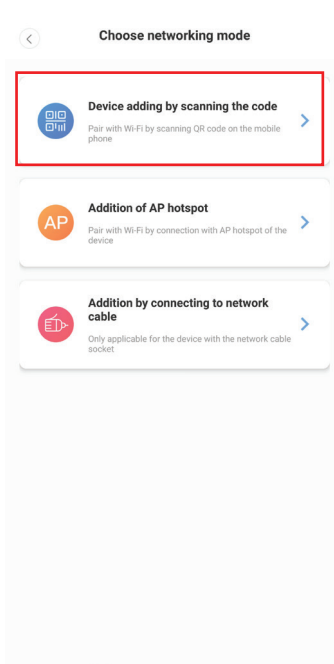 Choose networking mode
Device adding by scanning the code
Pair with Wi-Fi by scanning QR code on the mobile
phone
AP
Addition of AP hotspot
Pair with Wi-Fi by connection with AP hotspot of the
device
Addition by connecting to network
cable
Only applicable for the device with the network cable
socket